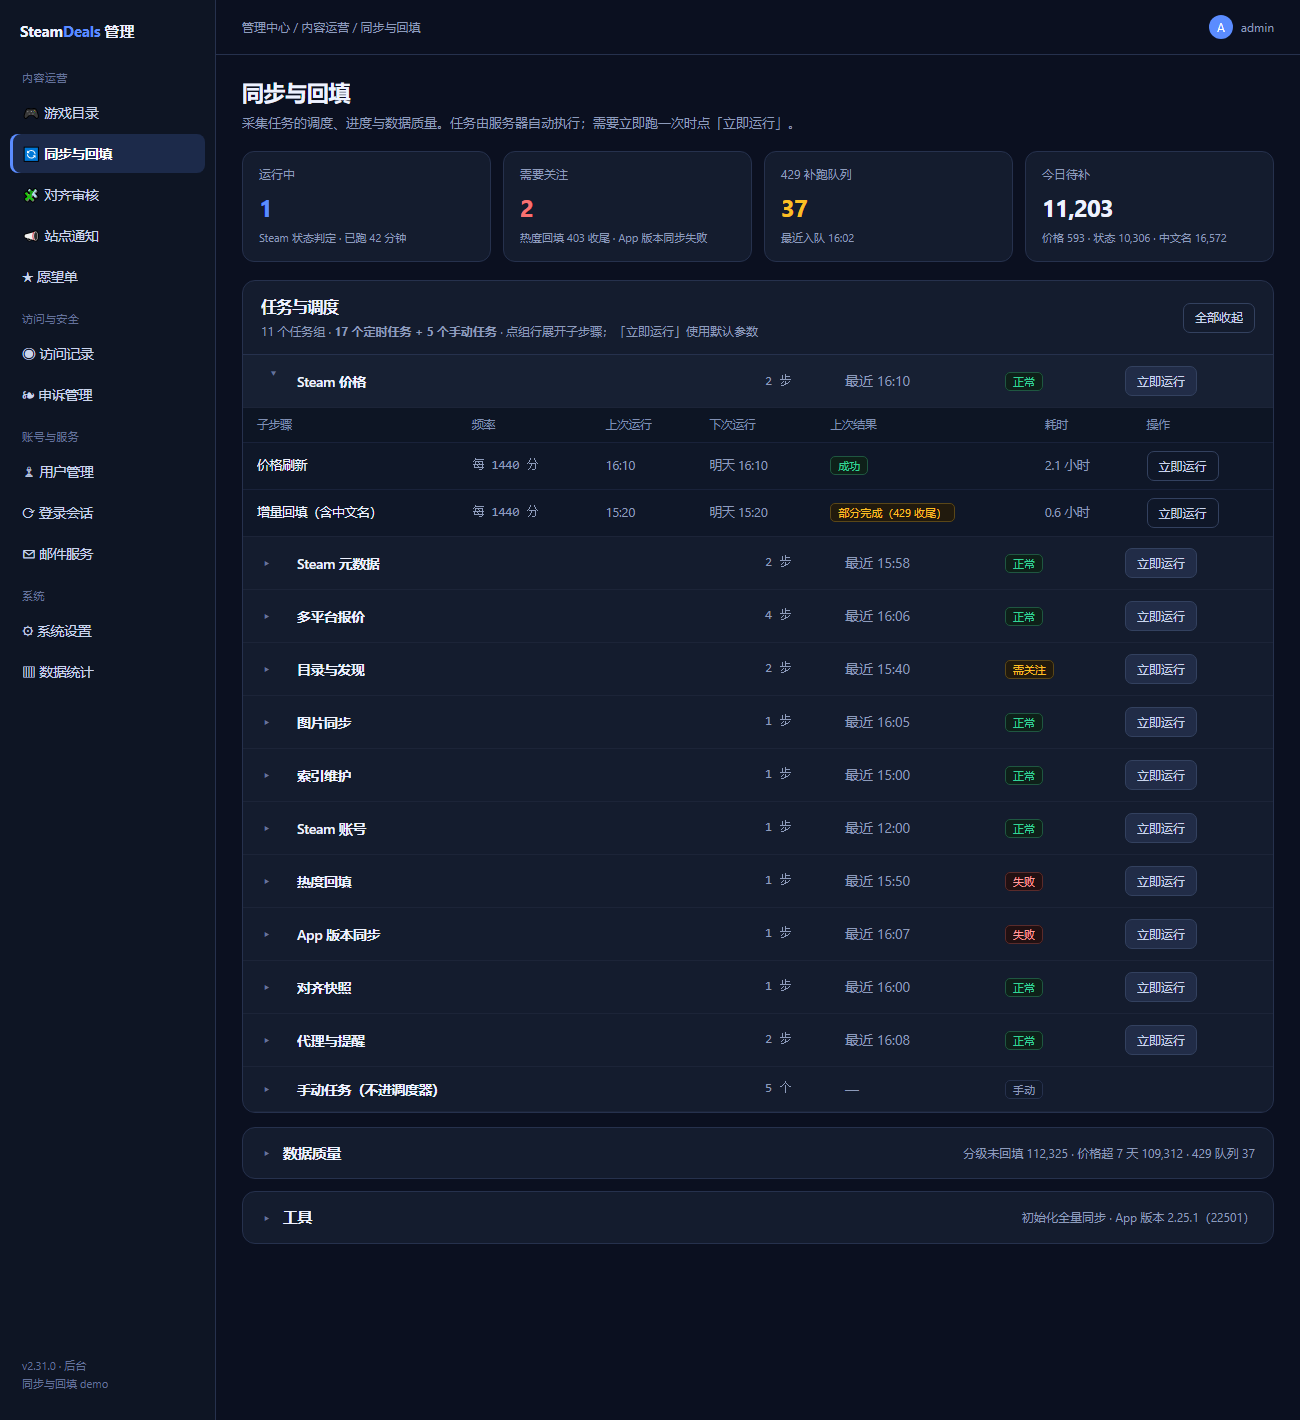 SteamDeals 管理
内容运营
游戏目录
同步与回填
对齐审核
站点通知
★ 愿望单
访问与安全
◉ 访问记录
申诉管理
账号与服务
用户管理
登录会话
✉ 邮件服务
系统
⚙ 系统设置
▥ 数据统计
v2.31.0 · 后台
同步与回填 demo
管理中心 / 内容运营 / 同步与回填
A admin
同步与回填
采集任务的调度、进度与数据质量。任务由服务器自动执行；需要立即跑一次时点「立即运行」。
运行中
1
Steam 状态判定 · 已跑 42 分钟
需要关注
2
热度回填 403 收尾 · App 版本同步失败
429 补跑队列
37
最近入队 16:02
今日待补
11,203
价格 593 · 状态 10,306 · 中文名 16,572
任务与调度
11 个任务组 · 17 个定时任务 + 5 个手动任务 · 点组行展开子步骤；「立即运行」使用默认参数
全部收起
▾ Steam 价格 2 步 最近 16:10 正常 立即运行
子步骤 频率 上次运行 下次运行 上次结果 耗时 操作
价格刷新 每 1440 分 16:10 明天 16:10 成功 2.1 小时 立即运行
增量回填（含中文名） 每 1440 分 15:20 明天 15:20 部分完成（429 收尾） 0.6 小时 立即运行
▸ Steam 元数据 2 步 最近 15:58 正常 立即运行
▸ 多平台报价 4 步 最近 16:06 正常 立即运行
▸ 目录与发现 2 步 最近 15:40 需关注 立即运行
▸ 图片同步 1 步 最近 16:05 正常 立即运行
▸ 索引维护 1 步 最近 15:00 正常 立即运行
▸ Steam 账号 1 步 最近 12:00 正常 立即运行
▸ 热度回填 1 步 最近 15:50 失败 立即运行
▸ App 版本同步 1 步 最近 16:07 失败 立即运行
▸ 对齐快照 1 步 最近 16:00 正常 立即运行
▸ 代理与提醒 2 步 最近 16:08 正常 立即运行
▸ 手动任务（不进调度器） 5 个 — 手动
▸ 数据质量 分级未回填 112,325 · 价格超 7 天 109,312 · 429 队列 37
▸ 工具 初始化全量同步 · App 版本 2.25.1（22501）